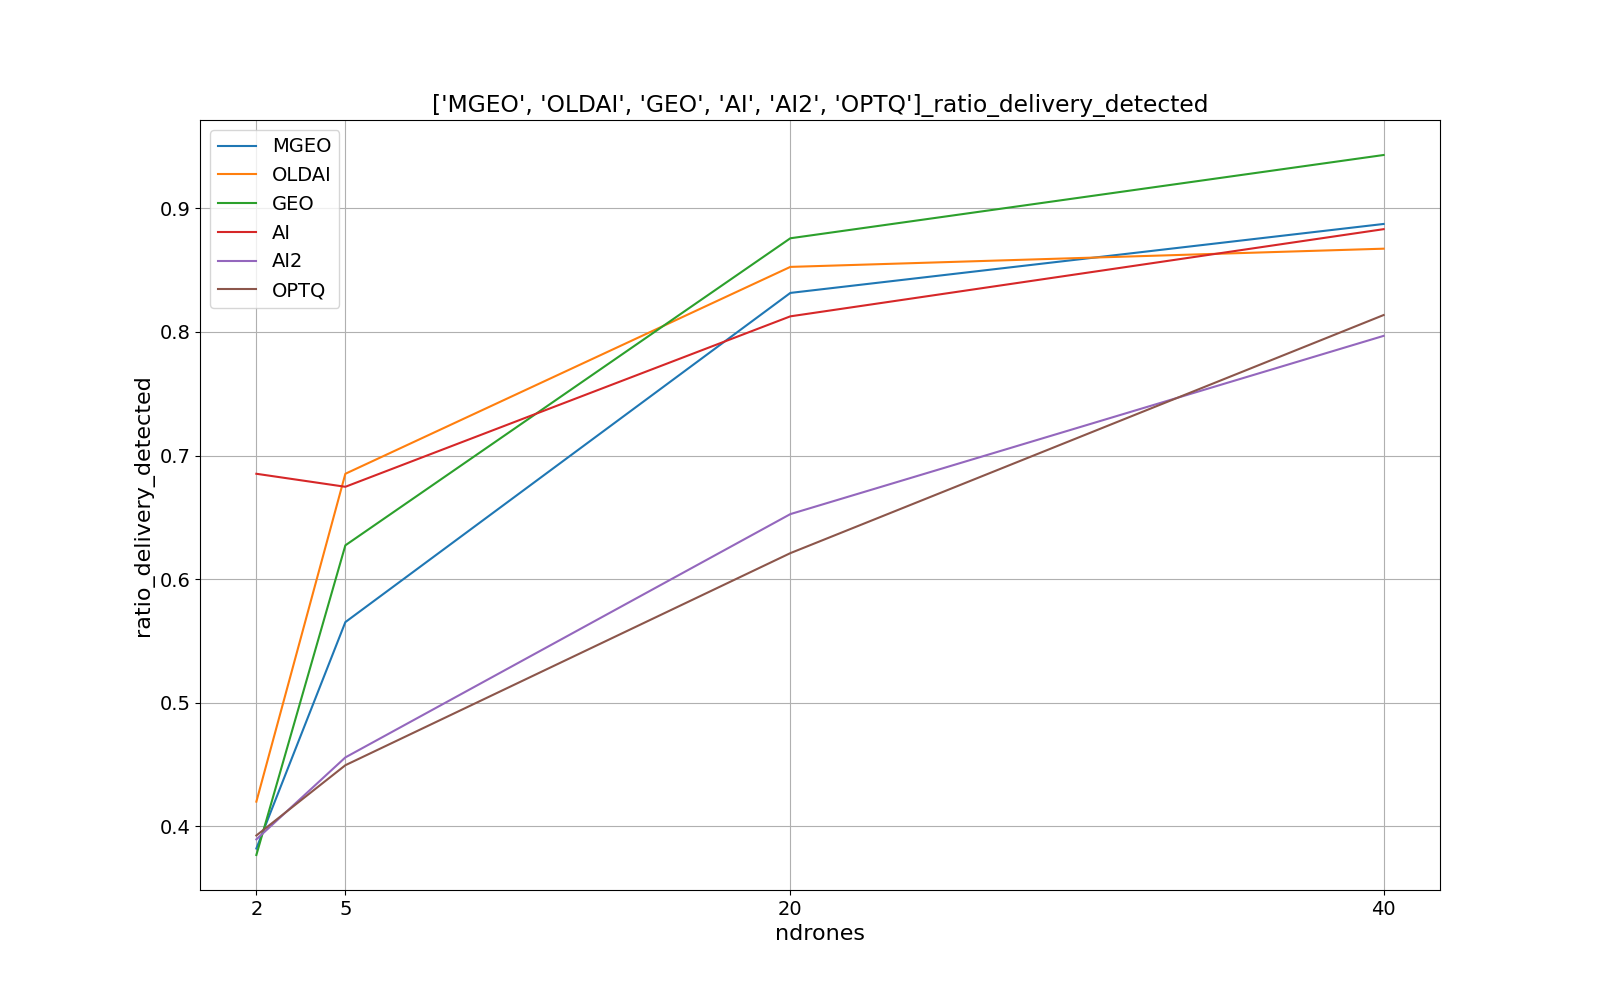 ['MGEO', 'OLDAI', 'GEO', 'AI', 'AI2', 'OPTQ']_ratio_delivery_detected
MGEO
OLDAI
GEO
AI
AI2
OPTQ
0.9
0.8
0.7
0.6
0.5
0.4
ratio_delivery_detected
2 5 20 40
ndrones